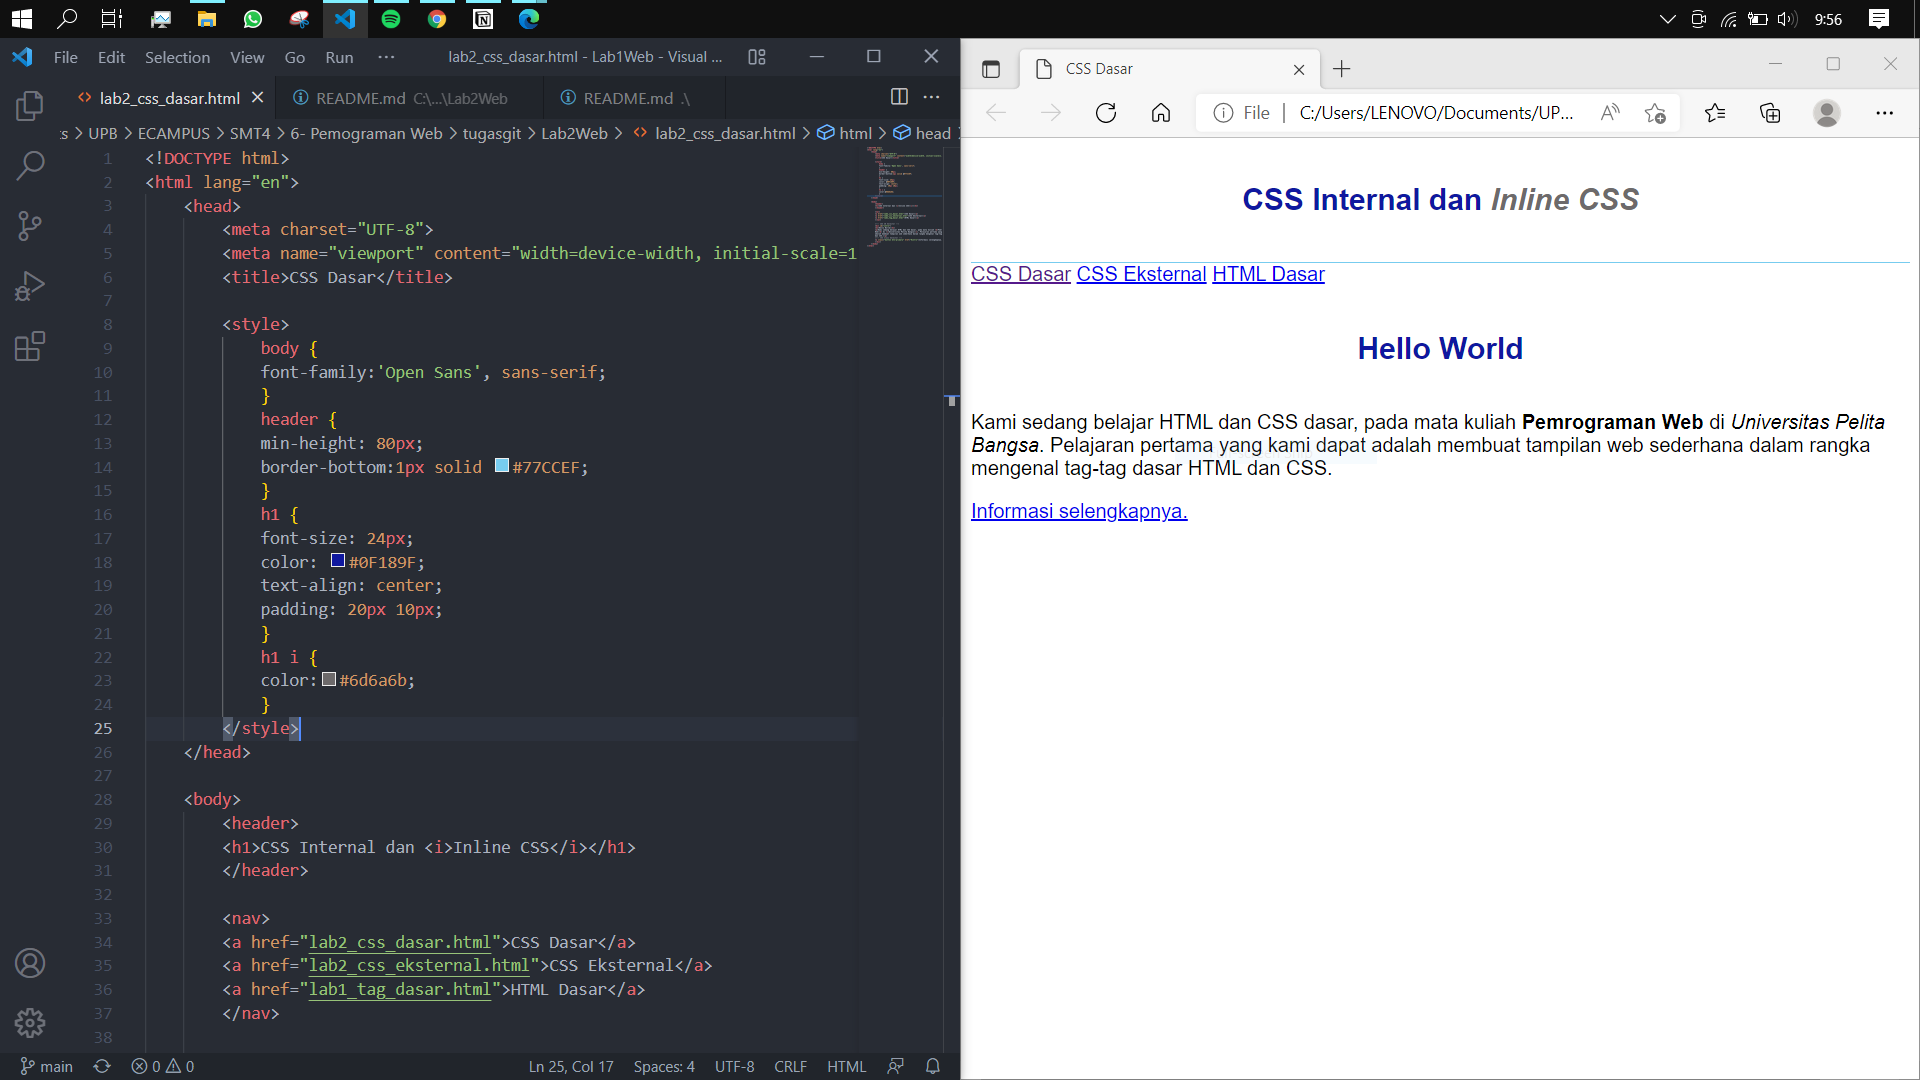 9:56
File Edit Selection View Go Run ··· lab2_css_dasar.html - Lab1Web - Visual ...
lab2_css_dasar.html README.md C:\...\Lab2Web README.md .\
UPB > ECAMPUS > SMT4 > 6- Pemograman Web > tugasgit > Lab2Web > lab2_css_dasar.html > html > head
1 <!DOCTYPE html>
2 <html lang="en">
3 <head>
4 <meta charset="UTF-8">
5 <meta name="viewport" content="width=device-width, initial-scale=1
6 <title>CSS Dasar</title>
7
8 <style>
9 body {
10 font-family:'Open Sans', sans-serif;
11 }
12 header {
13 min-height: 80px;
14 border-bottom:1px solid #77CCEF;
15 }
16 h1 {
17 font-size: 24px;
18 color: #0F189F;
19 text-align: center;
20 padding: 20px 10px;
21 }
22 h1 i {
23 color:#6d6a6b;
24 }
25 </style>
26 </head>
27
28 <body>
29 <header>
30 <h1>CSS Internal dan <i>Inline CSS</i></h1>
31 </header>
32
33 <nav>
34 <a href="lab2_css_dasar.html">CSS Dasar</a>
35 <a href="lab2_css_eksternal.html">CSS Eksternal</a>
36 <a href="lab1_tag_dasar.html">HTML Dasar</a>
37 </nav>
38
main 0 0 Ln 25, Col 17 Spaces: 4 UTF-8 CRLF HTML
CSS Dasar
File | C:/Users/LENOVO/Documents/UP...
CSS Internal dan Inline CSS
CSS Dasar CSS Eksternal HTML Dasar
Hello World
Kami sedang belajar HTML dan CSS dasar, pada mata kuliah Pemrograman Web di Universitas Pelita
Bangsa. Pelajaran pertama yang kami dapat adalah membuat tampilan web sederhana dalam rangka
mengenal tag-tag dasar HTML dan CSS.
Informasi selengkapnya.